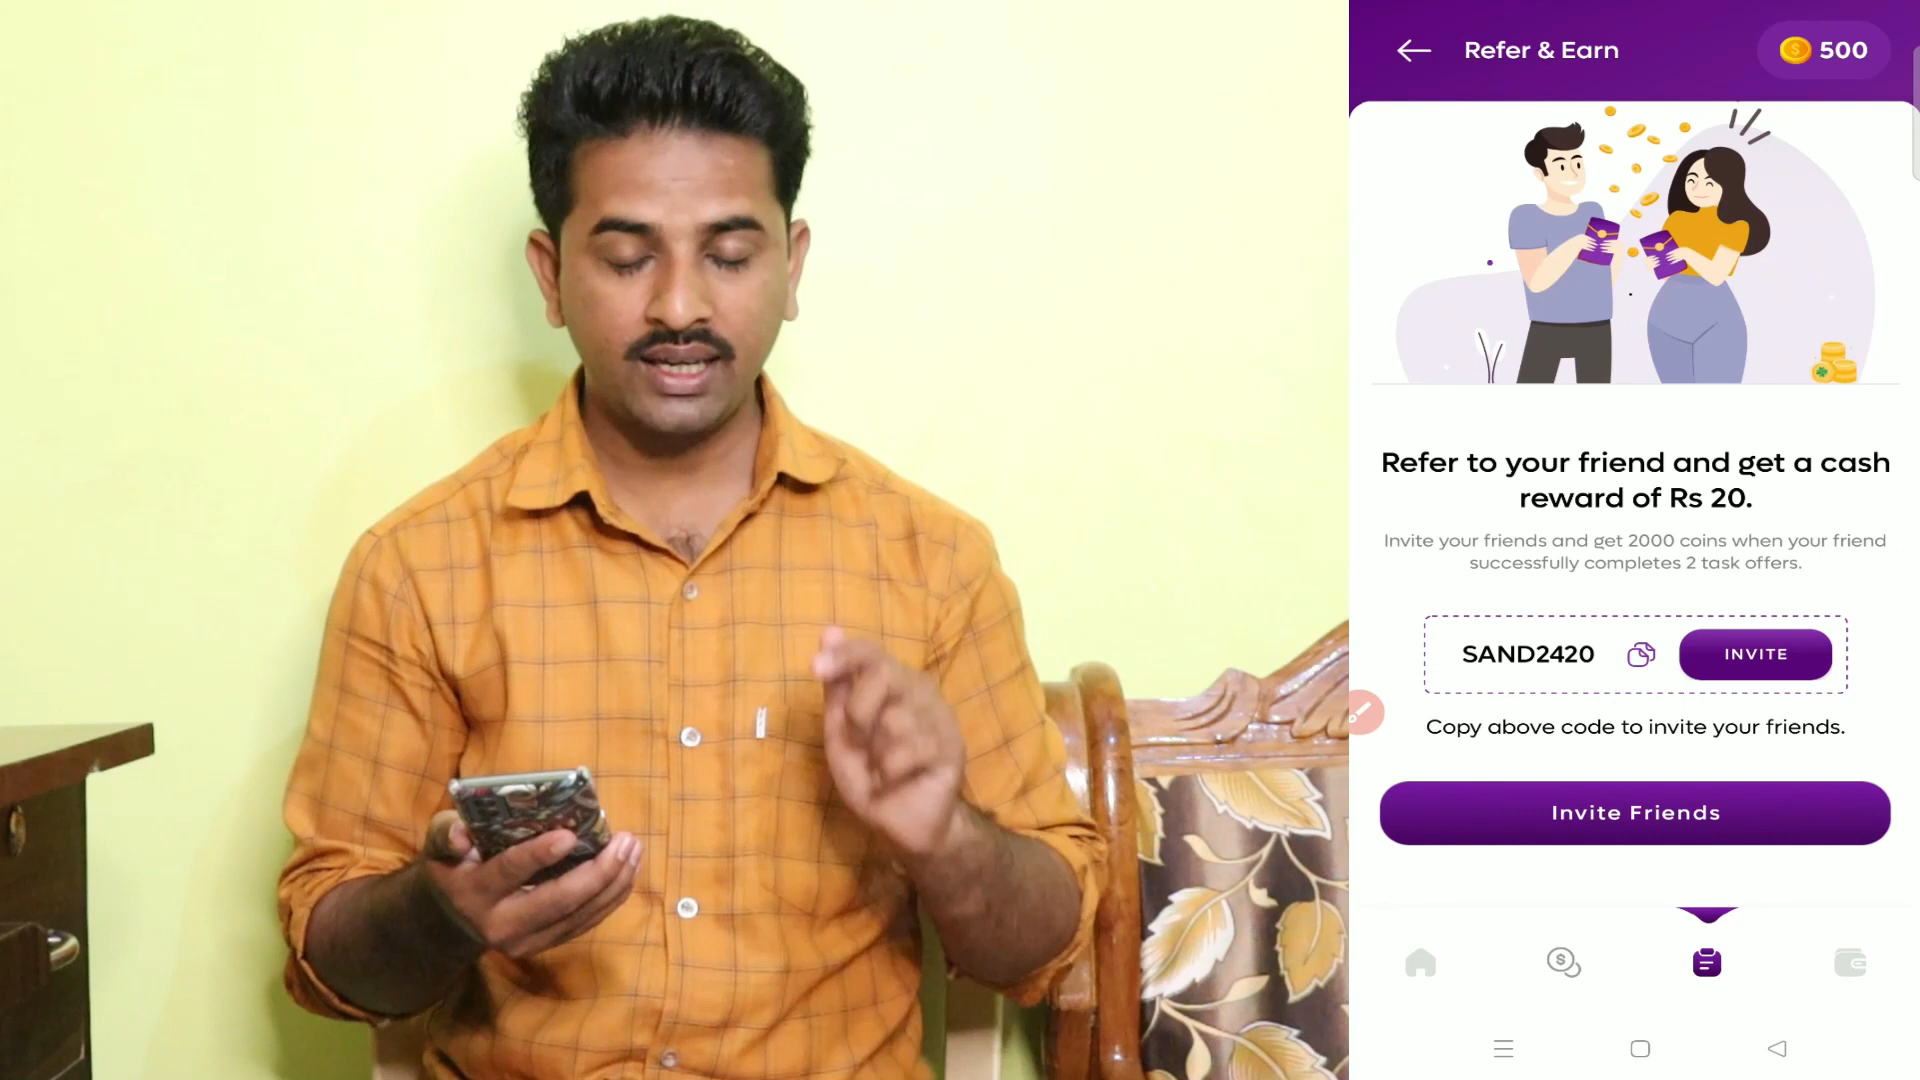 Refer & Earn
500
Refer to your friend and get a cash
reward of Rs 20.
Invite your friends and get 2000 coins when your friend
successfully completes 2 task offers.
SAND2420
INVITE
Copy above code to invite your friends.
Invite Friends